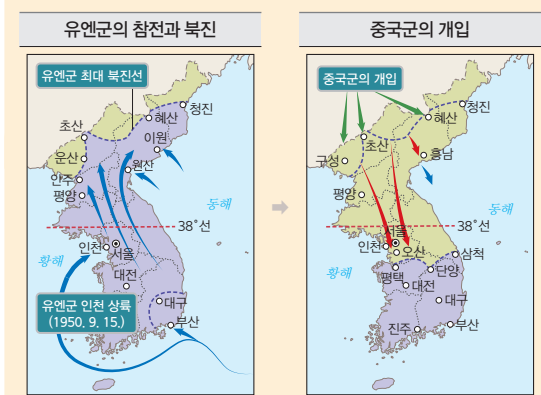 유엔군의 참전과 북진
유엔군 최대 북진선
청진
혜산
초산
이원
운산
원산
안주
평양
동해
38°선
인천
서울
황해
대전
유엔군 인천 상륙
(1950. 9. 15.)
대구
부산
중국군의 개입
중국군의 개입
청진
혜산
초산
흥남
구성
평양
동해
38°선
서울
인천
오산
삼척
황해
평택
단양
대전
대구
진주
부산